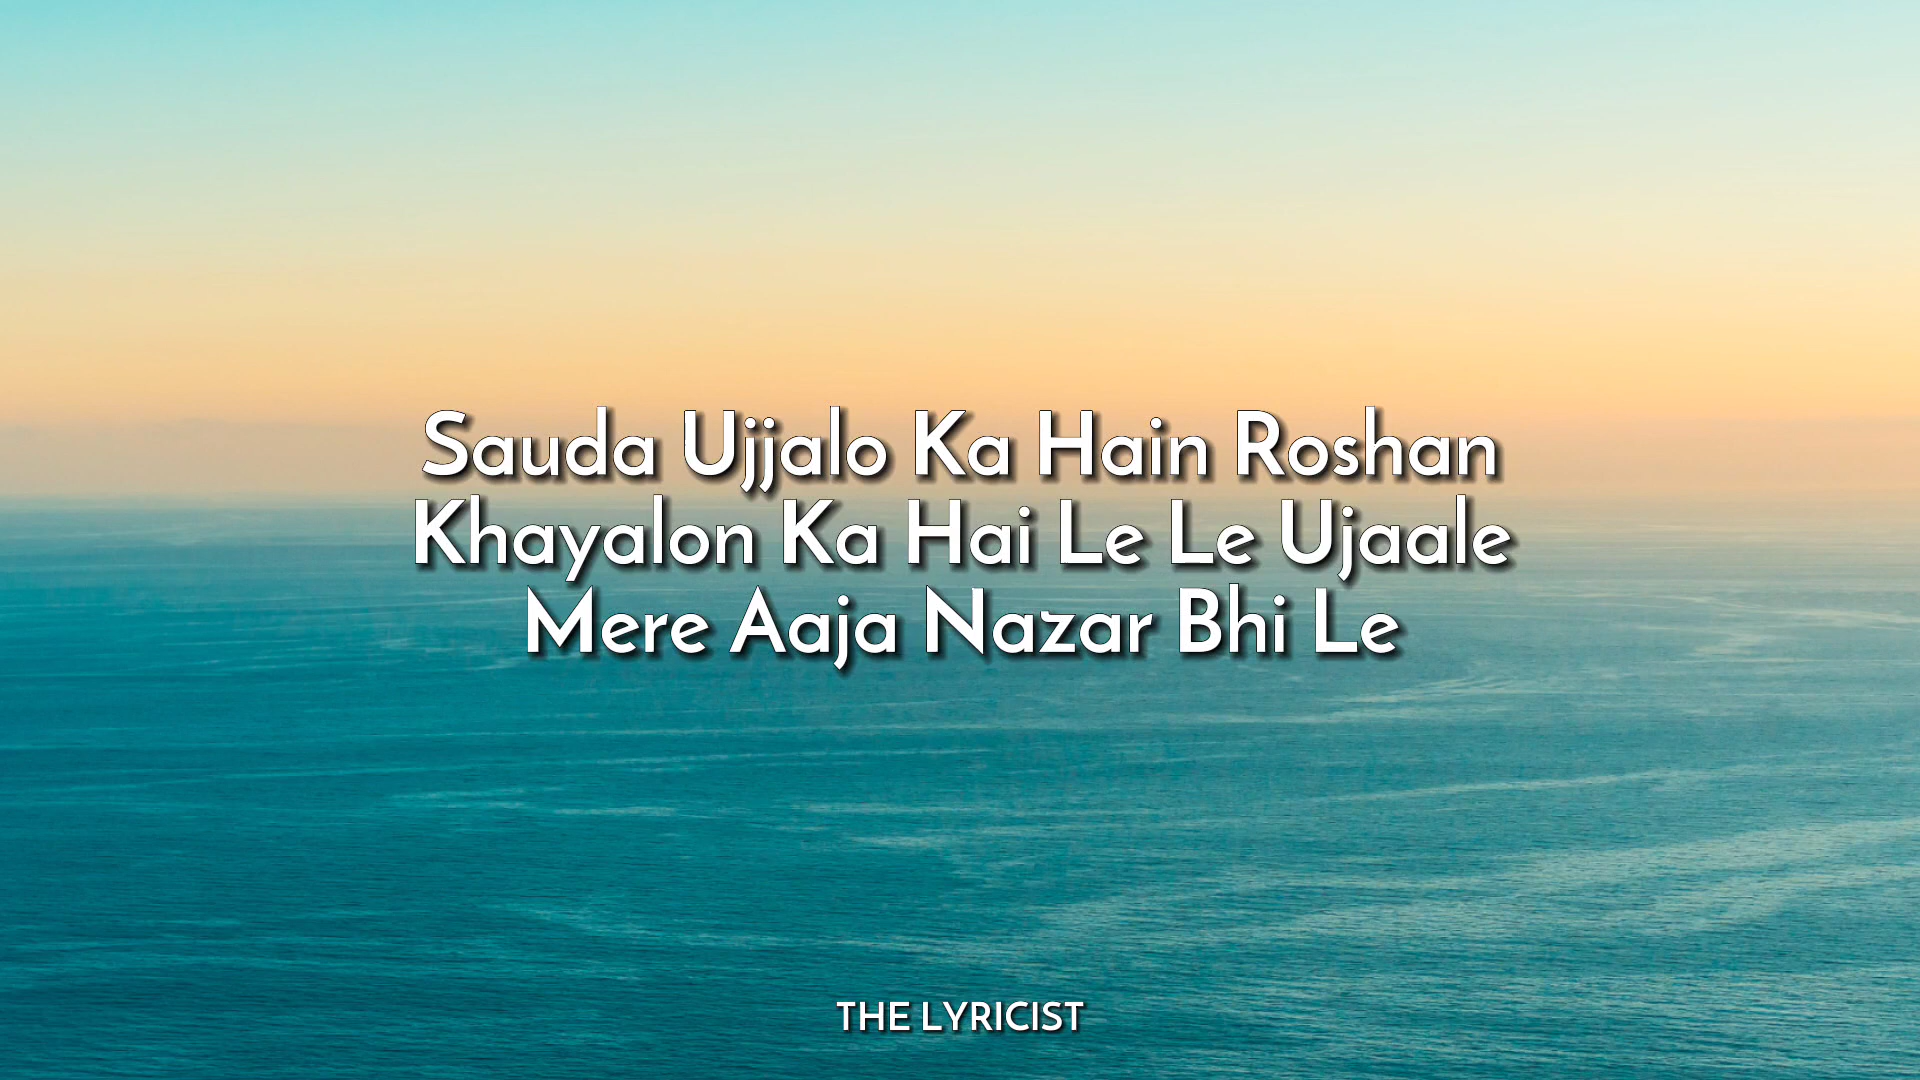 Sauda Ujjalo Ka Hain Roshan
Khayalon Ka Hai Le Le Ujaale
Mere Aaja Nazar Bhi Le
THE LYRICIST